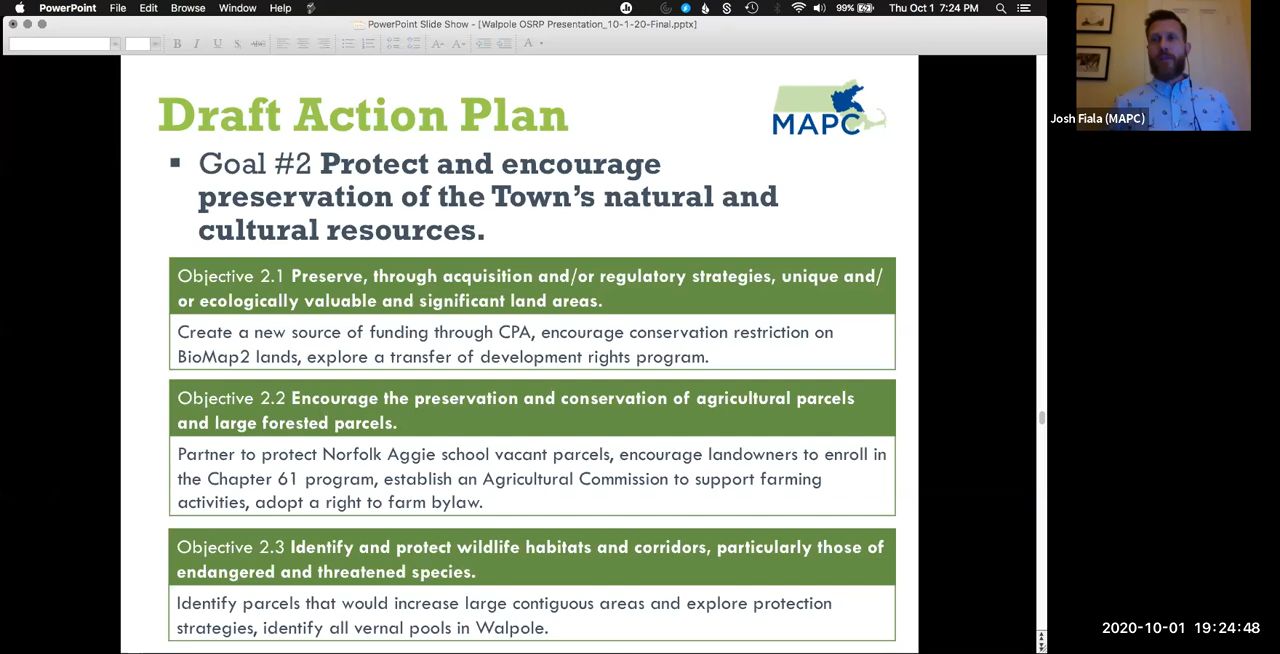 PowerPoint File Edit Objective Window Help 99% Thu Oct 1 7:24 PM
PowerPoint Slide Show - [Walpole OSRP Presentation_10-1-20-Final.pptx]
B I U S ABC A A A
Draft Action Plan
MAPC
Josh Fiala (MAPC)
▪ Goal #2 Protect and encourage
preservation of the Town’s natural and
cultural resources.
Objective 2.1 Preserve, through acquisition and/or regulatory strategies, unique and/
or ecologically valuable and significant land areas.
Create a new source of funding through CPA, encourage conservation restriction on
BioMap2 lands, explore a transfer of development rights program.
Objective 2.2 Encourage the preservation and conservation of agricultural parcels
and large forested parcels.
Partner to protect Norfolk Aggie school vacant parcels, encourage landowners to enroll in
the Chapter 61 program, establish an Agricultural Commission to support farming
activities, adopt a right to farm bylaw.
Objective 2.3 Identify and protect wildlife habitats and corridors, particularly those of
endangered and threatened species.
Identify parcels that would increase large contiguous areas and explore protection
strategies, identify all vernal pools in Walpole.
2020-10-01 19:24:48